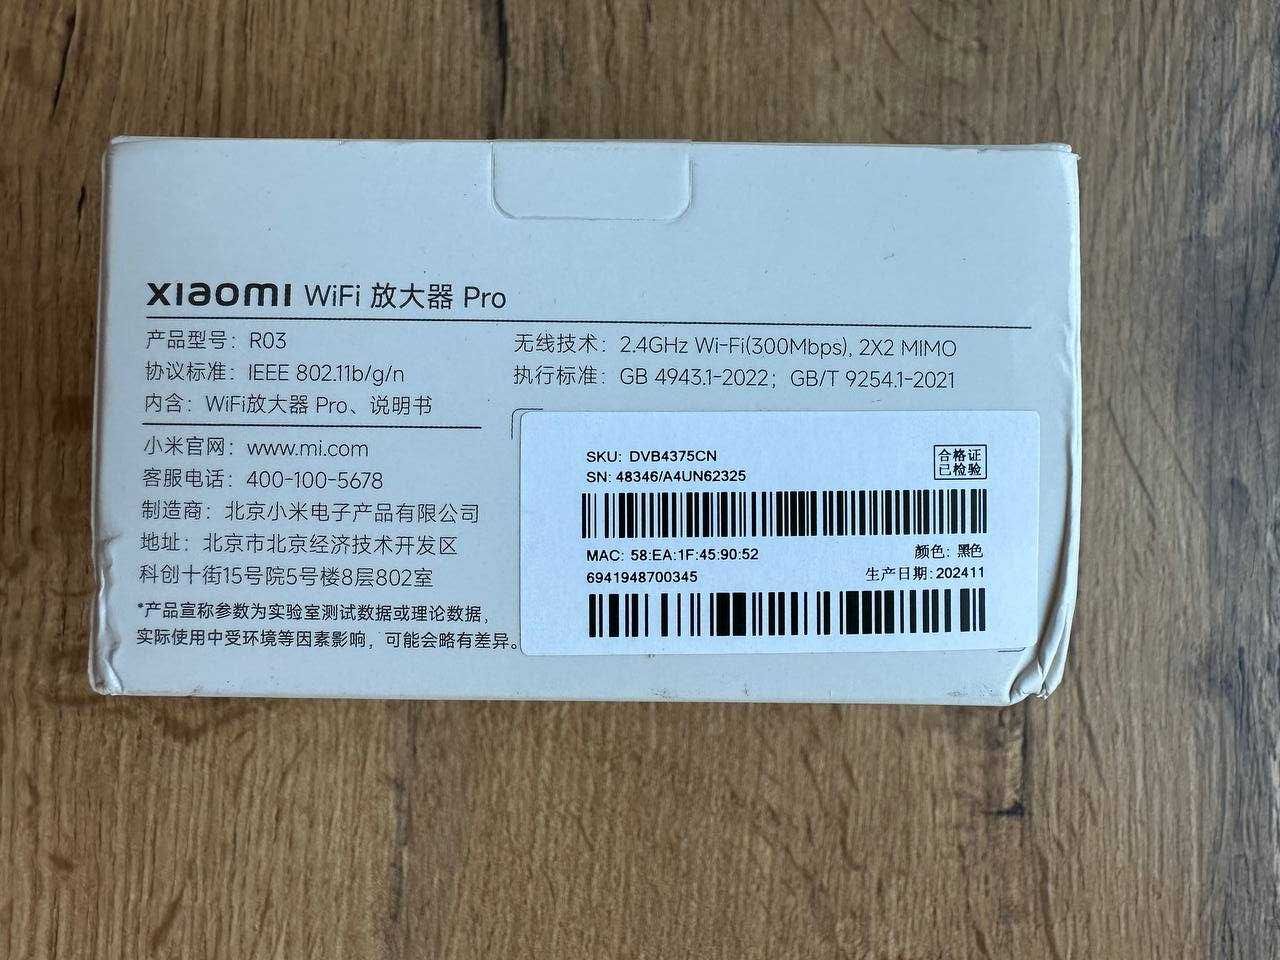 xiaomi WiFi 放大器 Pro
产品型号：R03
协议标准：IEEE 802.11b/g/n
内含：WiFi放大器 Pro、说明书
无线技术：2.4GHz Wi-Fi(300Mbps), 2X2 MIMO
执行标准：GB 4943.1-2022；GB/T 9254.1-2021
小米官网：www.mi.com
客服电话：400-100-5678
制造商：北京小米电子产品有限公司
地址：北京市北京经济技术开发区
科创十街15号院5号楼8层802室
*产品宣称参数为实验室测试数据或理论数据，
实际使用中受环境等因素影响，可能会略有差异。
SKU: DVB4375CN
SN: 48346/A4UN62325
合格证
已检验
MAC: 58:EA:1F:45:90:52
颜色: 黑色
6941948700345
生产日期:202411